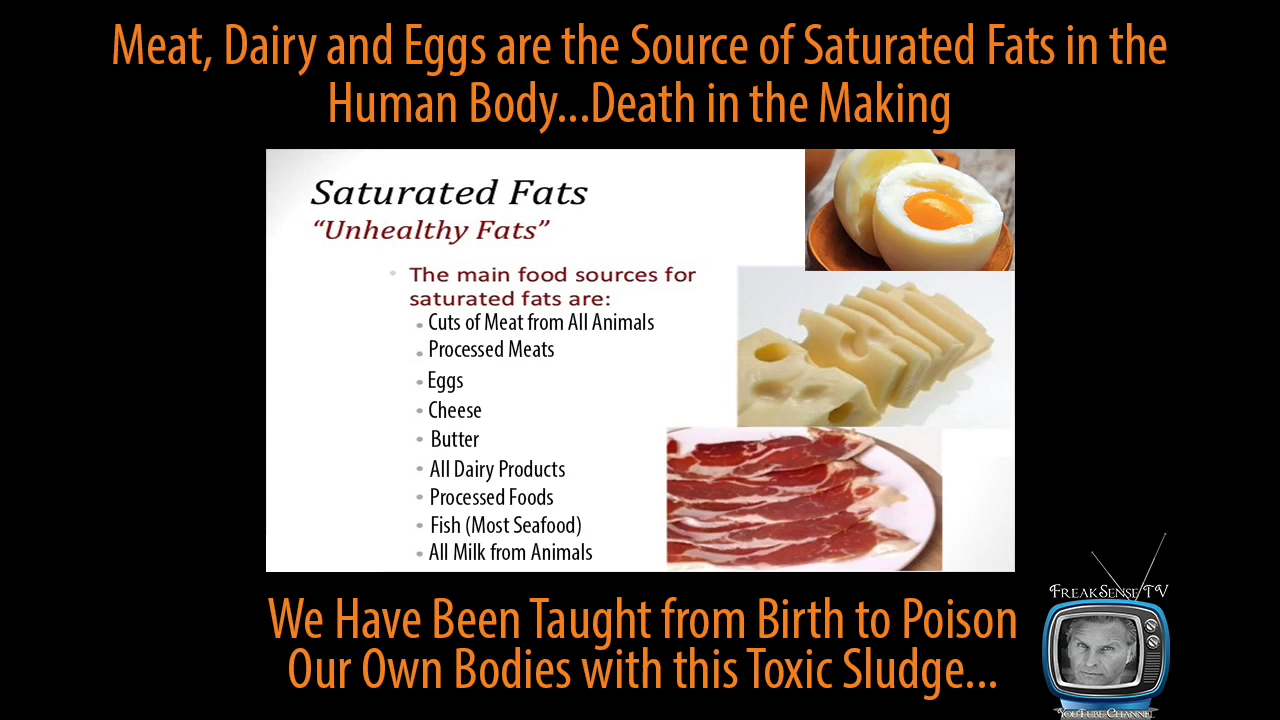 Meat, Dairy and Eggs are the Source of Saturated Fats in the
Human Body...Death in the Making
Saturated Fats
“Unhealthy Fats”
The main food sources for
saturated fats are:
Cuts of Meat from All Animals
Processed Meats
Eggs
Cheese
Butter
All Dairy Products
Processed Foods
Fish (Most Seafood)
All Milk from Animals
We Have Been Taught from Birth to Poison
Our Own Bodies with this Toxic Sludge...
FreakSense TV
YouTube Channel